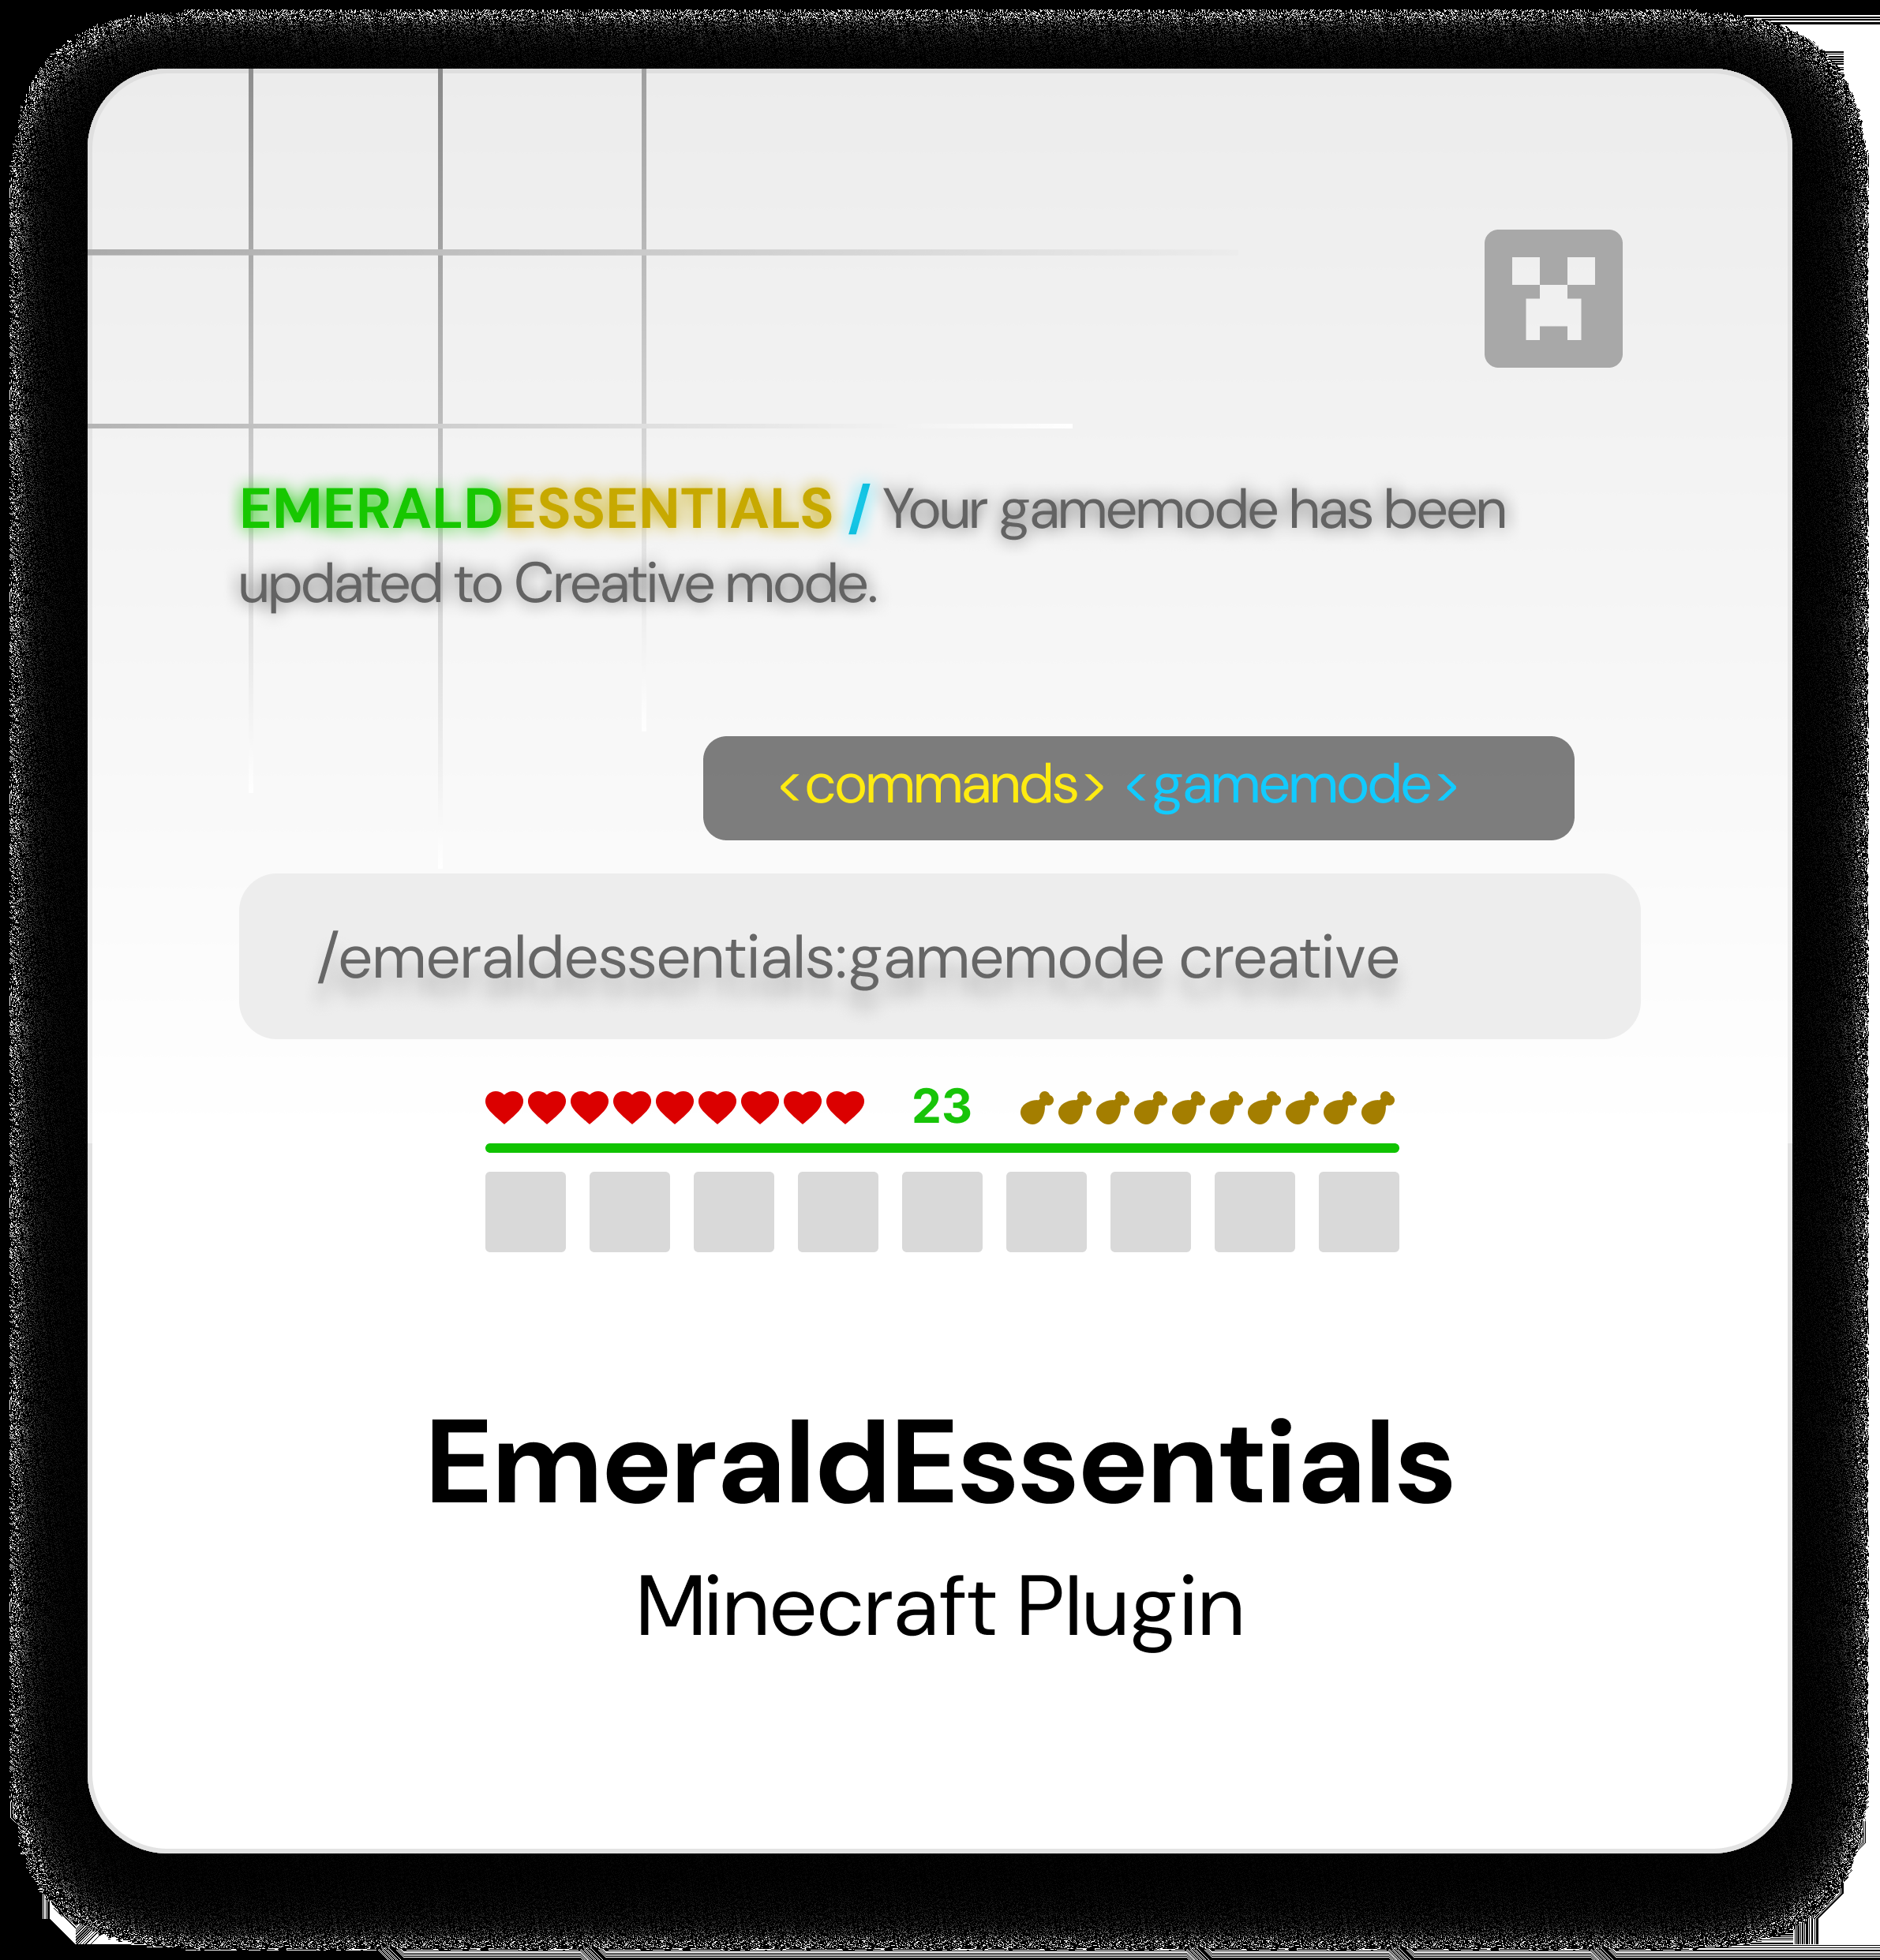 EMERALDESSENTIALS / Your gamemode has been
updated to Creative mode.
<commands> <gamemode>
/emeraldessentials:gamemode creative
23
EmeraldEssentials
Minecraft Plugin